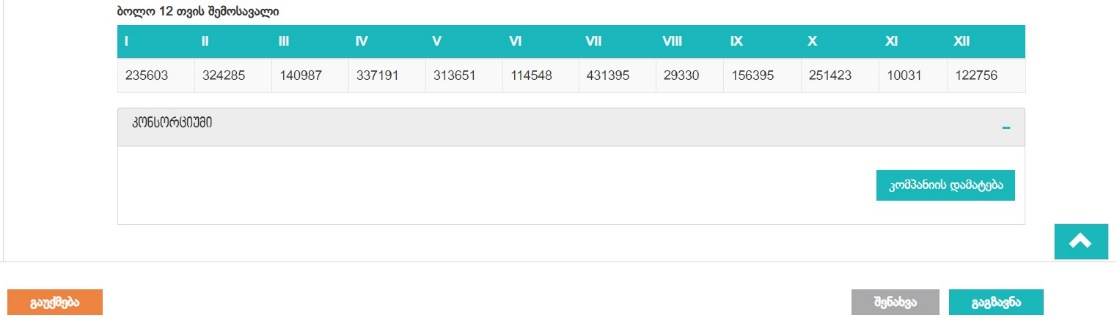 ბოლო 12 თვის შემოსავალი
I II III IV V VI VII VIII IX X XI XII
235603 324285 140987 337191 313651 114548 431395 29330 156395 251423 10031 122756
კონსორციუმი
კომპანიის დამატება
გაუქმება შენახვა გაგზავნა